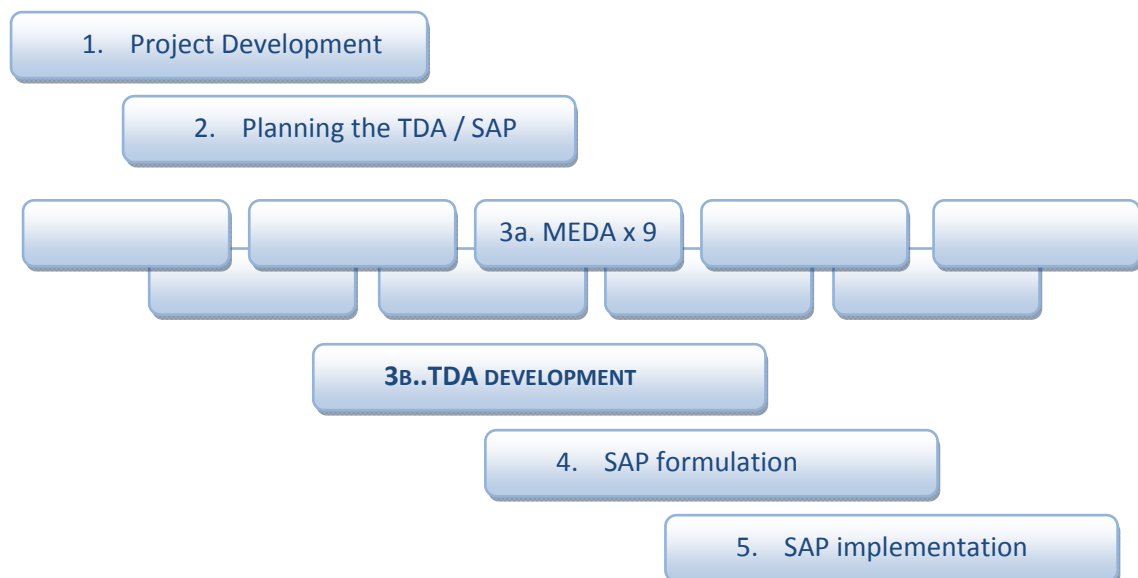 1. Project Development
2. Planning the TDA / SAP
3a. MEDA x 9
3B..TDA DEVELOPMENT
4. SAP formulation
5. SAP implementation